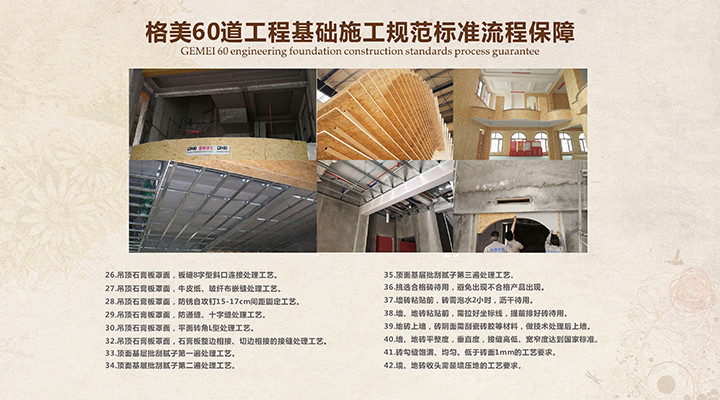 格美60道工程基础施工规范标准流程保障
GEMEI 60 engineering foundation construction standards process guarantee
26.吊顶石膏板罩面，板缝8字型斜口连接处理工艺。
27.吊顶石膏板罩面，牛皮纸、玻纤布嵌缝处理工艺。
28.吊顶石膏板罩面，防锈自攻钉15-17cm间距固定工艺。
29.吊顶石膏板罩面，防通缝、十字缝处理工艺。
30.吊顶石膏板罩面，平面转角L型处理工艺。
32.吊顶石膏板罩面，石膏板整边相接、切边相接的接缝处理工艺。
33.顶面基层批刮腻子第一遍处理工艺。
34.顶面基层批刮腻子第二遍处理工艺。
35.顶面基层批刮腻子第三遍处理工艺、
36.挑选合格砖待用，避免出现不合格产品出现。
37.墙砖粘贴前，砖需泡水2小时，沥干待用。
38.墙、地砖粘贴前，需拉好坐标线，提前排好砖待用。
39.地砖上墙，砖阴面需刮瓷砖胶等材料，做技术处理后上墙。
40.墙、地砖平整度，垂直度，接缝高低、宽窄度达到国家标准。
41.砖勾缝饱满、均匀、低于砖面1mm的工艺要求。
42.墙、地砖收头需是墙压地的工艺要求。